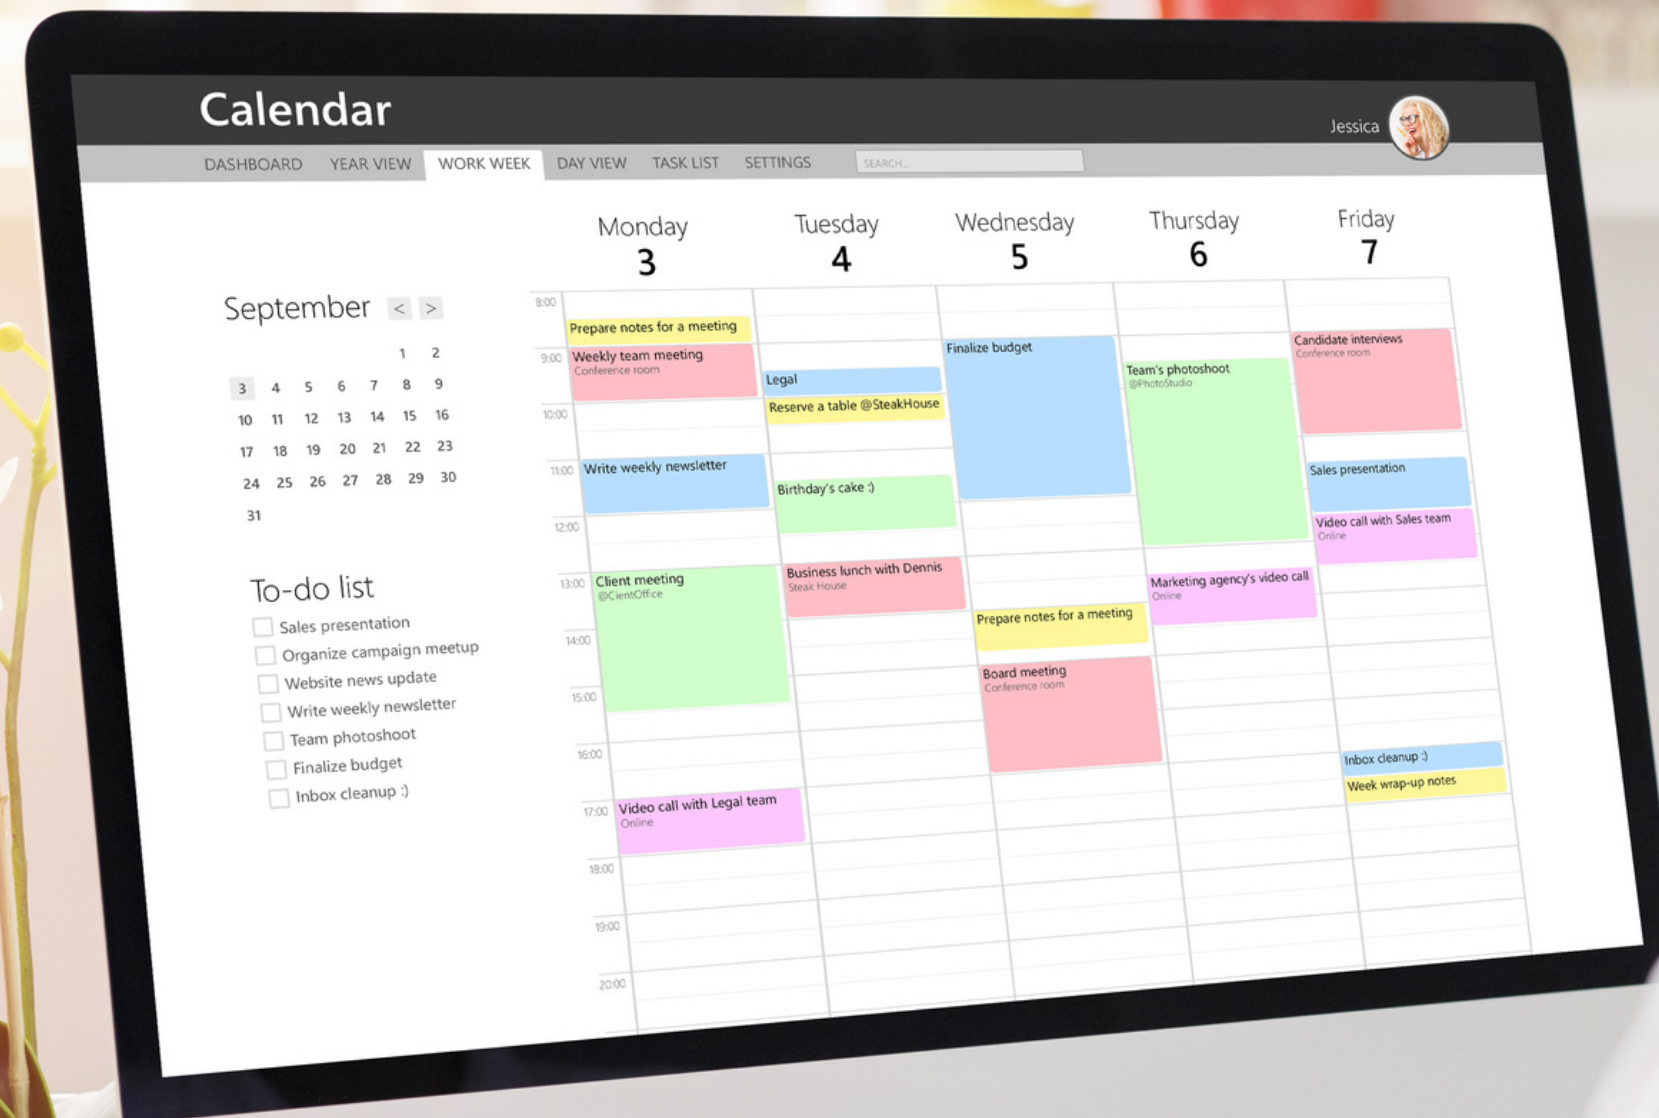 Calendar
Jessica
DASHBOARD YEAR VIEW WORK WEEK DAY VIEW TASK LIST SETTINGS SEARCH...
Monday Tuesday Wednesday Thursday Friday
3 4 5 6 7
September < >
1 2
3 4 5 6 7 8 9
10 11 12 13 14 15 16
17 18 19 20 21 22 23
24 25 26 27 28 29 30
31
To-do list
Sales presentation
Organize campaign meetup
Website news update
Write weekly newsletter
Team photoshoot
Finalize budget
Inbox cleanup :)
8:00
9:00
10:00
11:00
12:00
13:00
14:00
15:00
16:00
17:00
18:00
19:00
20:00
Prepare notes for a meeting
Weekly team meeting
Conference room
Write weekly newsletter
Client meeting
@CientOffice
Video call with Legal team
Online
Legal
Reserve a table @SteakHouse
Birthday's cake :)
Business lunch with Dennis
Steak House
Finalize budget
Prepare notes for a meeting
Board meeting
Conference room
Team's photoshoot
@PhotoStudio
Marketing agency's video call
Online
Candidate interviews
Conference room
Sales presentation
Video call with Sales team
Online
Inbox cleanup :)
Week wrap-up notes